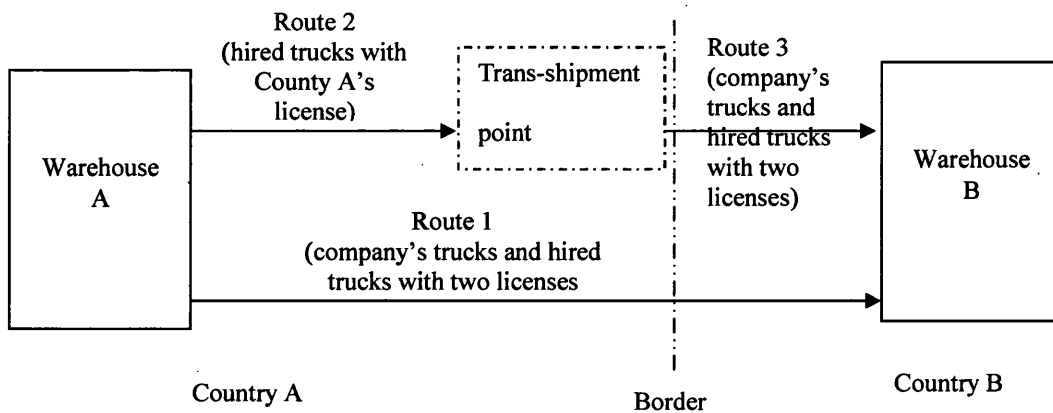 Route 2
(hired trucks with
County A's
license)
Trans-shipment
point
Route 3
(company's
trucks and
hired trucks
with two
licenses)
Warehouse
A
Warehouse
B
Route 1
(company's trucks and hired
trucks with two licenses
Country A
Border
Country B